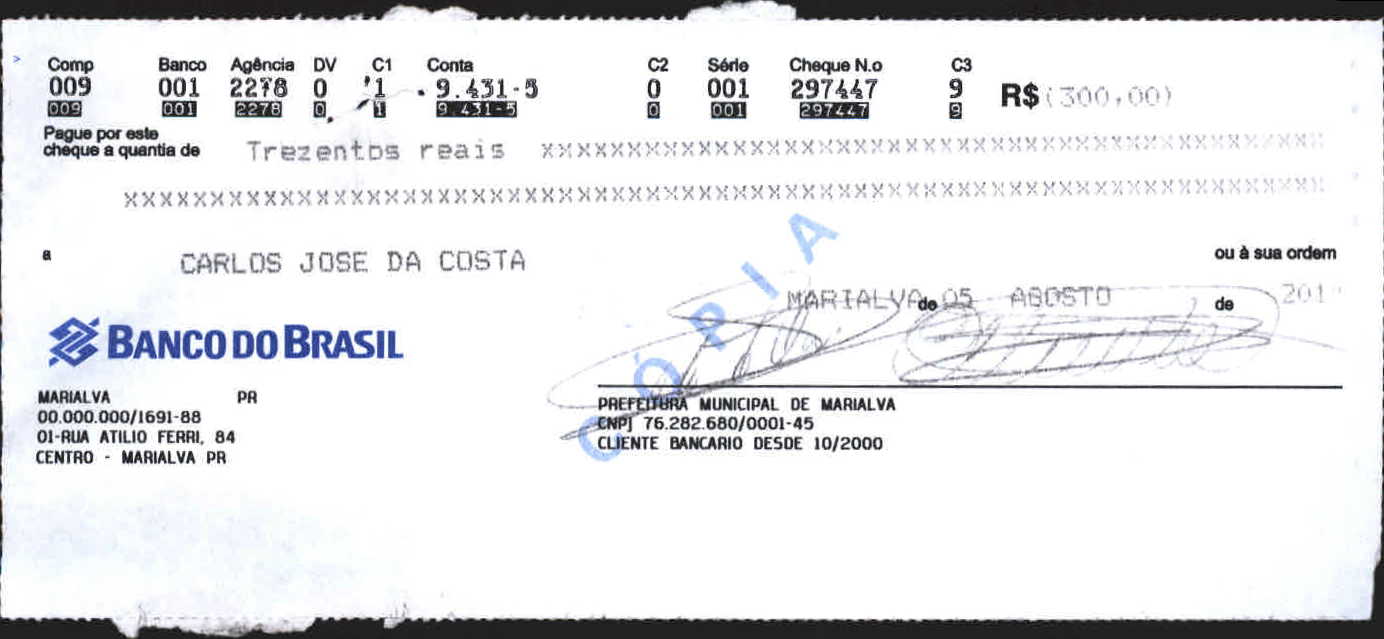 Comp Banco Agência DV C1 Conta C2 Série Cheque N.o C3
009 001 2278 0 1 9.431-5 0 001 297447 9 R$(300,00)
009 001 2278 0 1 9.431-5 0 001 297447 9
Pague por este
cheque a quantia de Trezentos reais xxxxxxxxxxxxxxxxxxxxxxxxxxxxxxxxxxxxxxxxxxxxxxxxxxxxxx
xxxxxxxxxxxxxxxxxxxxxxxxxxxxxxxxxxxxxxxxxxxxxxxxxxxxxxxxxxxxxxxxxxxxxxxxxxxxxxxxxx
a CARLOS JOSE DA COSTA ou à sua ordem
MARIALVA de 05 AGOSTO de
CÓPIA
BANCO DO BRASIL
MARIALVA PR
00.000.000/1691-88
01-RUA ATILIO FERRI, 84
CENTRO - MARIALVA PR
PREFEITURA MUNICIPAL DE MARIALVA
CNPJ 76.282.680/0001-45
CLIENTE BANCARIO DESDE 10/2000